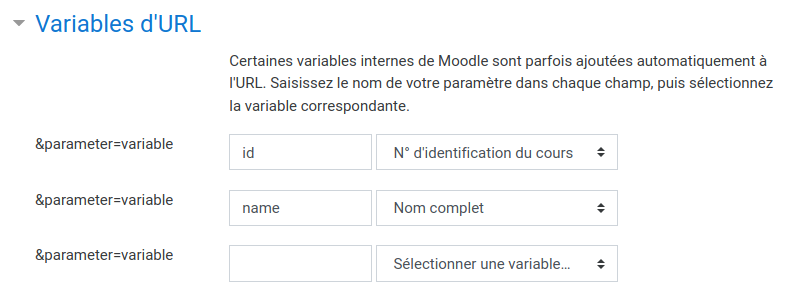 Variables d'URL
Certaines variables internes de Moodle sont parfois ajoutées automatiquement à
l'URL. Saisissez le nom de votre paramètre dans chaque champ, puis sélectionnez
la variable correspondante.
&parameter=variable id N° d'identification du cours
&parameter=variable name Nom complet
&parameter=variable Sélectionner une variable...